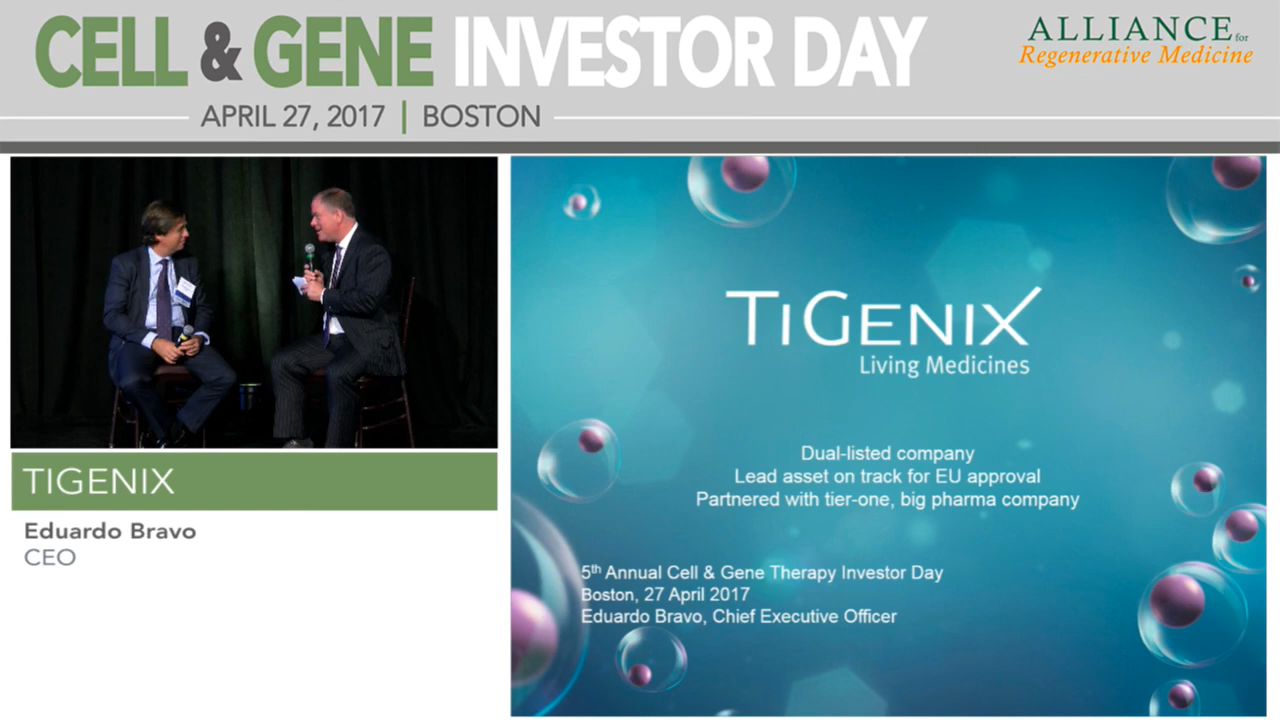 CELL & GENE INVESTOR DAY
APRIL 27, 2017 | BOSTON
ALLIANCE for
Regenerative Medicine
TIGENIX
Eduardo Bravo
CEO
TIGENIX
Living Medicines
Dual-listed company
Lead asset on track for EU approval
Partnered with tier-one, big pharma company
5th Annual Cell & Gene Therapy Investor Day
Boston, 27 April 2017
Eduardo Bravo, Chief Executive Officer